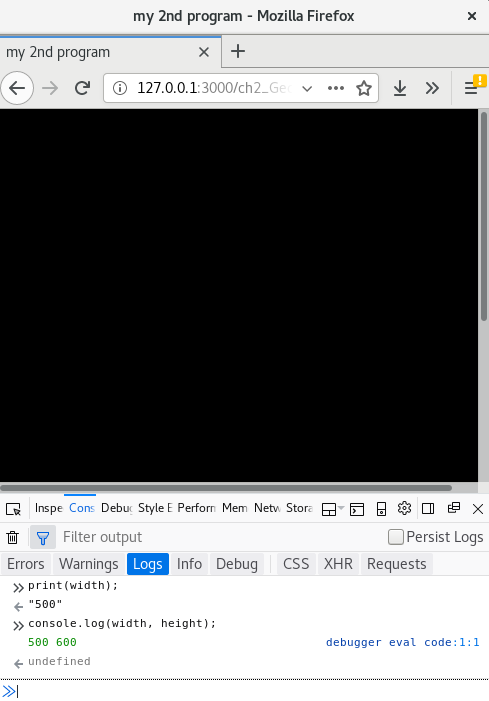 my 2nd program - Mozilla Firefox
my 2nd program
127.0.0.1:3000/ch2_Ge
Inspe Cons Debug Style E Perform Mem Netw Stora
Filter output Persist Logs
Errors Warnings Logs Info Debug CSS XHR Requests
print(width);
"500"
console.log(width, height);
500 600 debugger eval code:1:1
undefined